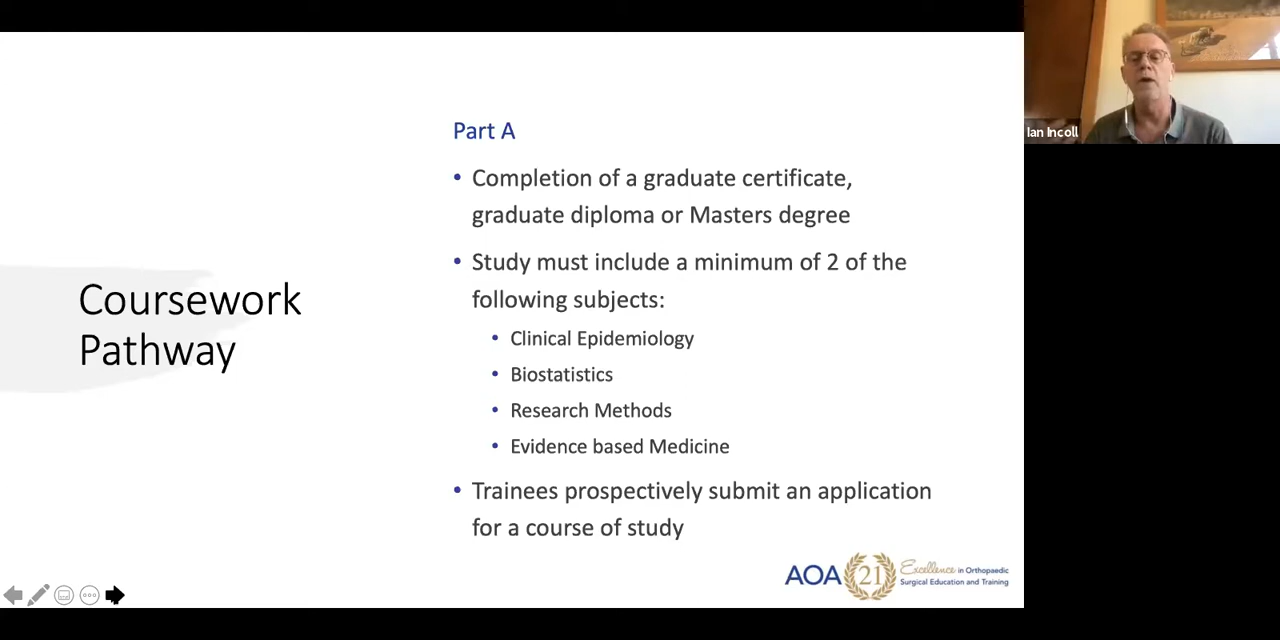 Coursework
Pathway
Part A
• Completion of a graduate certificate,
graduate diploma or Masters degree
• Study must include a minimum of 2 of the
following subjects:
• Clinical Epidemiology
• Biostatistics
• Research Methods
• Evidence based Medicine
• Trainees prospectively submit an application
for a course of study
AOA 21 Excellence in Orthopaedic
Surgical Education and Training
Ian Incoll